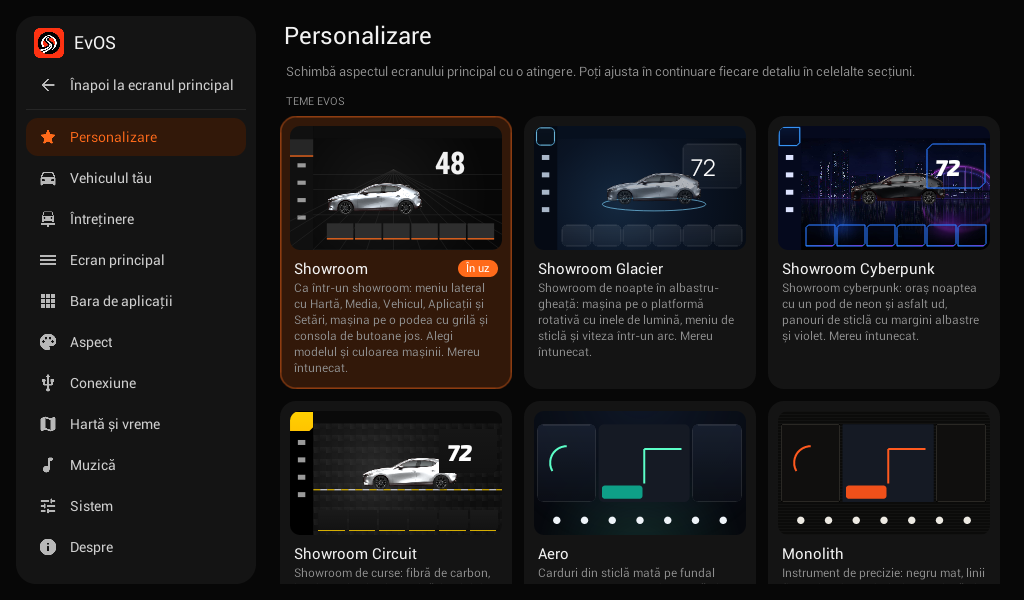 EvOS
Înapoi la ecranul principal
Personalizare
Vehiculul tău
Întreținere
Ecran principal
Bara de aplicații
Aspect
Conexiune
Hartă și vreme
Muzică
Sistem
Despre
Personalizare
Schimbă aspectul ecranului principal cu o atingere. Poți ajusta în continuare fiecare detaliu în celelalte secțiuni.
TEME EVOS
48
Showroom
În uz
Ca într-un showroom: meniu lateral
cu Hartă, Media, Vehicul, Aplicații și
Setări, mașina pe o podea cu grilă și
consola de butoane jos. Alegi
modelul și culoarea mașinii. Mereu
întunecat.
72
Showroom Glacier
Showroom de noapte în albastru-
gheață: mașina pe o platformă
rotativă cu inele de lumină, meniu de
sticlă și viteza într-un arc. Mereu
întunecat.
72
Showroom Cyberpunk
Showroom cyberpunk: oraș noaptea
cu un pod de neon și asfalt ud,
panouri de sticlă cu margini albastre
și violet. Mereu întunecat.
72
Showroom Circuit
Showroom de curse: fibră de carbon,
Aero
Carduri din sticlă mată pe fundal
Monolith
Instrument de precizie: negru mat, linii